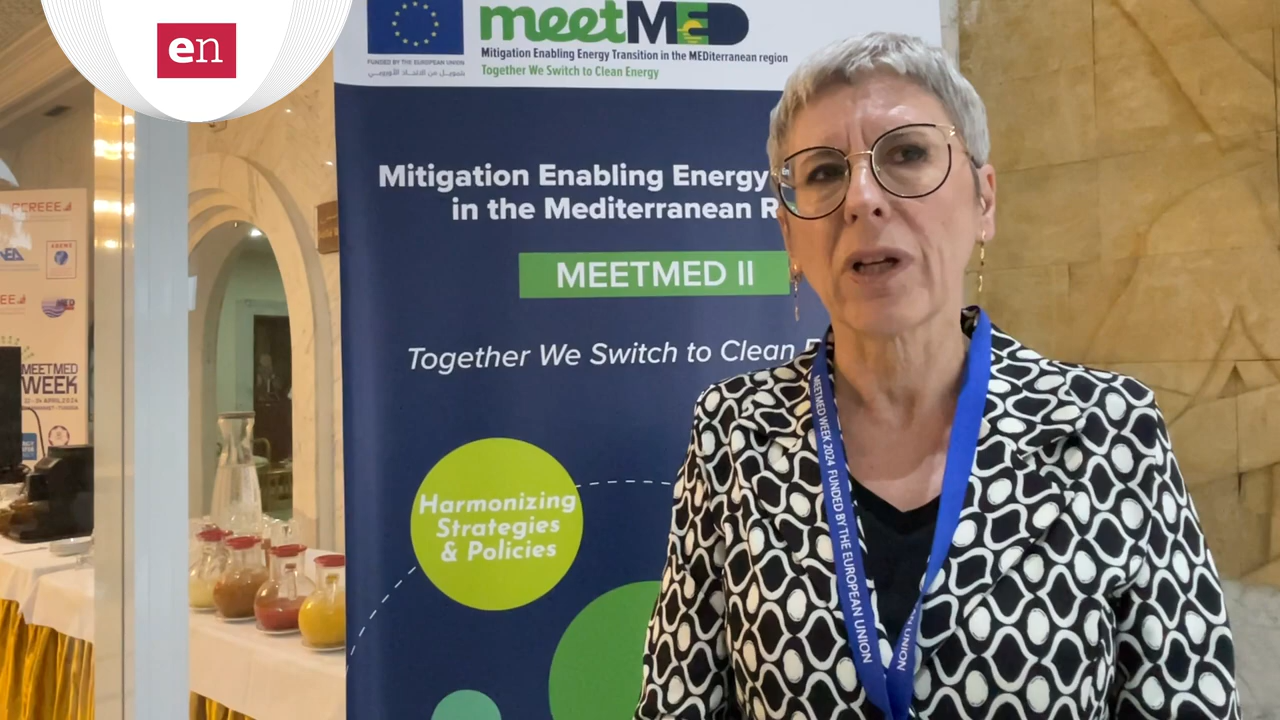 en
FUNDED BY THE EUROPEAN UNION
بتمويل من الاتحاد الأوروبي
meetMED
Mitigation Enabling Energy Transition in the MEDiterranean region
Together We Switch to Clean Energy
Mitigation Enabling Energy
in the Mediterranean R
MEETMED II
Together We Switch to Clean
Harmonizing
Strategies
& Policies
MEETMED WEEK 2024 FUNDED BY THE EUROPEAN UNION
N UNION
MEETMED
WEEK